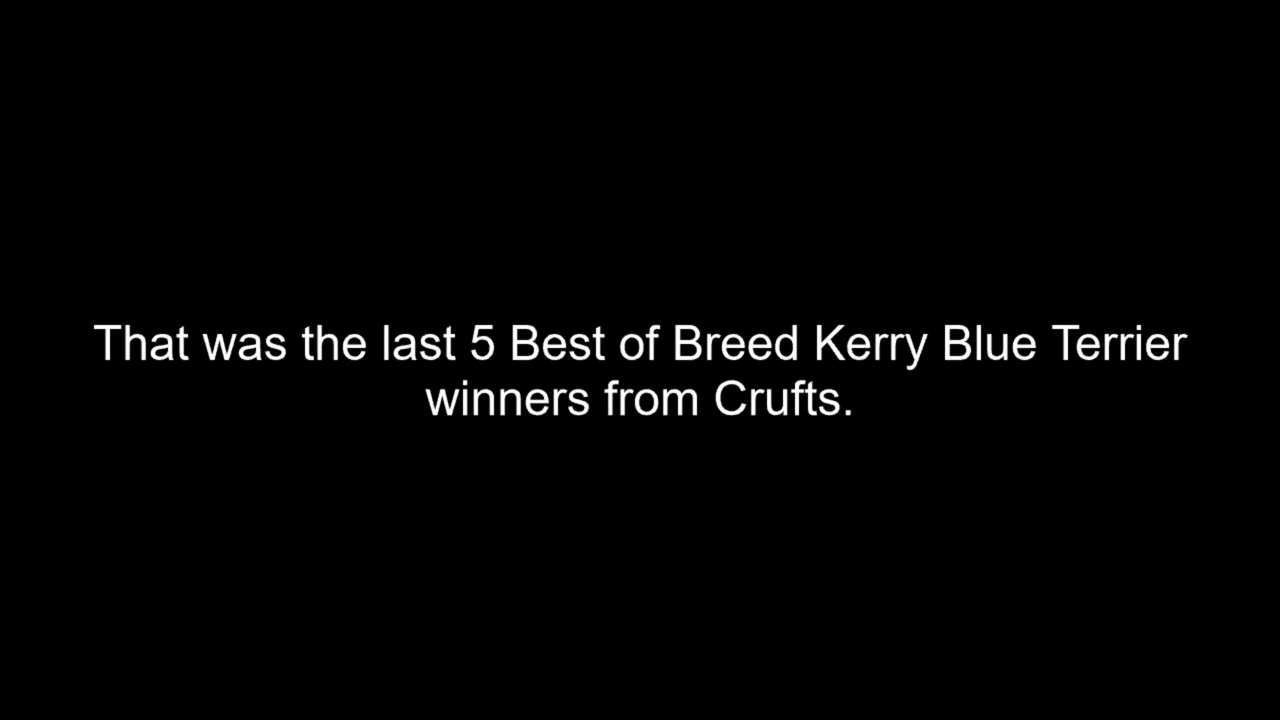 That was the last 5 Best of Breed Kerry Blue Terrier
winners from Crufts.